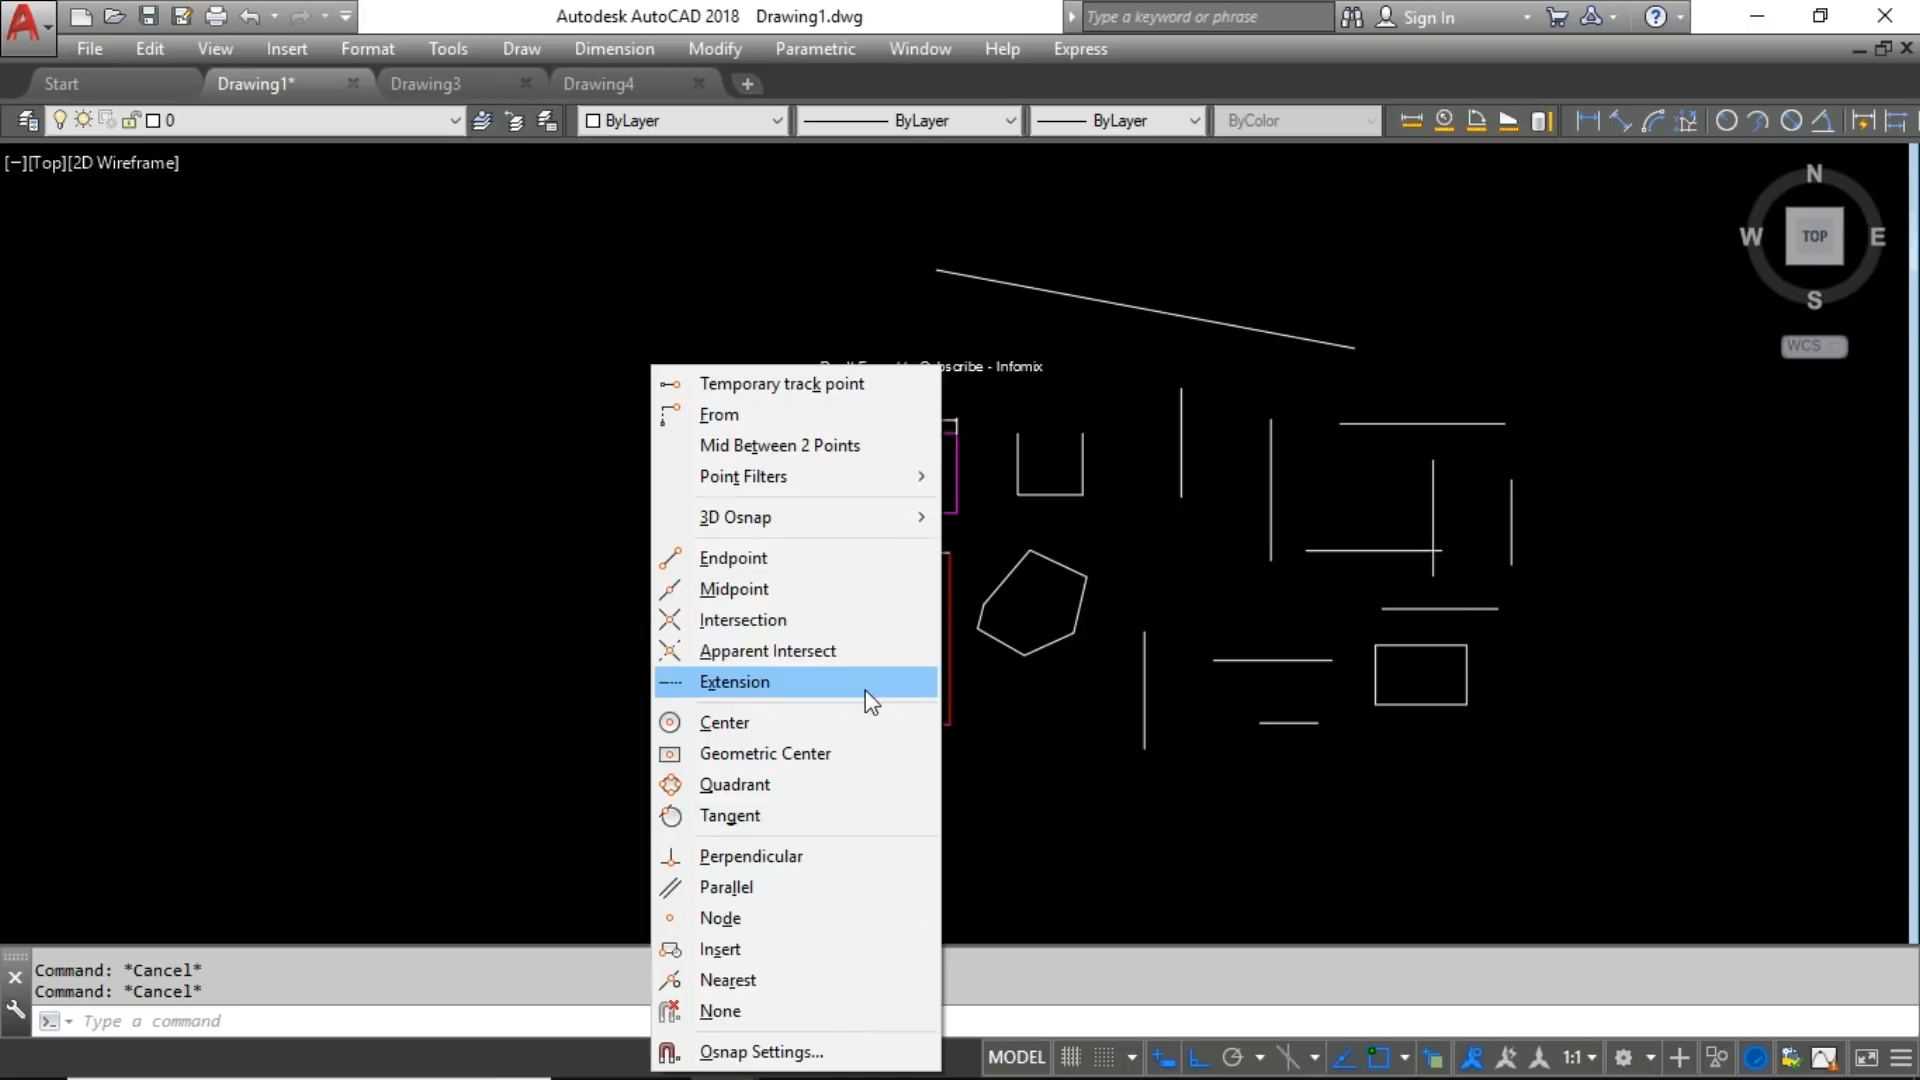 Autodesk AutoCAD 2018 Drawing1.dwg
Type a keyword or phrase
Sign In
File Edit View Insert Format Tools Draw Dimension Modify Parametric Window Help Express
Start Drawing1* Drawing3 Drawing4
0 ByLayer ByLayer ByLayer ByColor
[−][Top][2D Wireframe]
N
W TOP E
S
WCS
- Infomix
Temporary track point
From
Mid Between 2 Points
Point Filters
3D Osnap
Endpoint
Midpoint
Intersection
Apparent Intersect
Extension
Center
Geometric Center
Quadrant
Tangent
Perpendicular
Parallel
Node
Insert
Nearest
None
Osnap Settings...
Command: *Cancel*
Command: *Cancel*
Type a command
MODEL 1:1